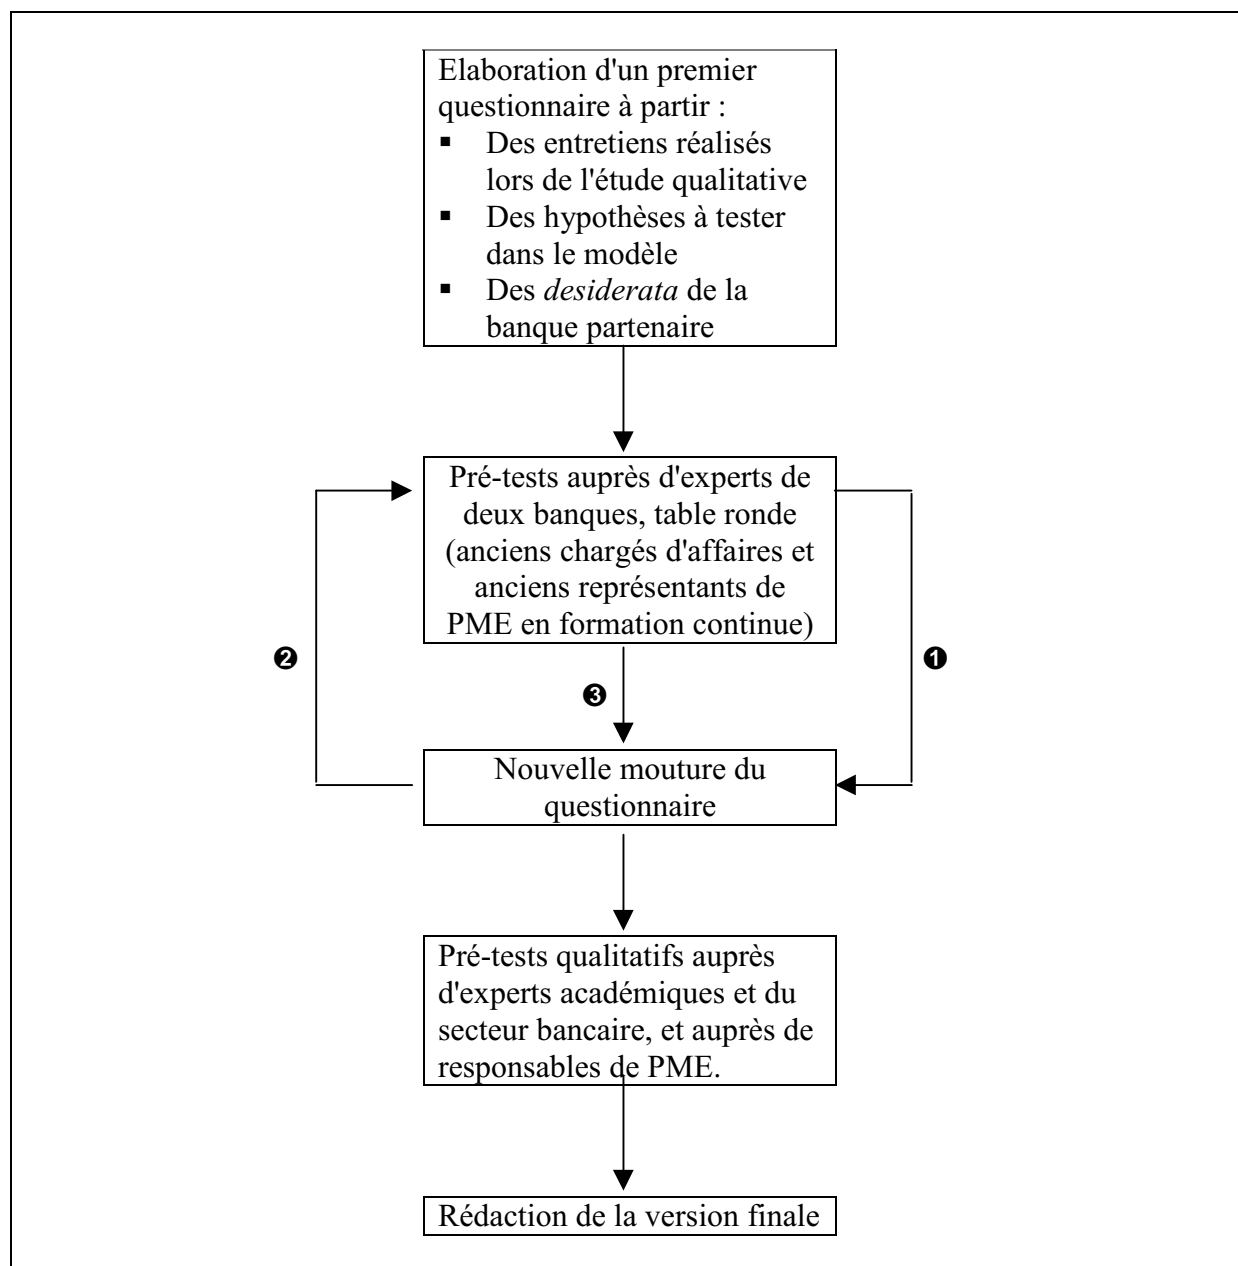 Elaboration d'un premier
questionnaire à partir :
▪ Des entretiens réalisés
lors de l'étude qualitative
▪ Des hypothèses à tester
dans le modèle
▪ Des desiderata de la
banque partenaire
Pré-tests auprès d'experts de
deux banques, table ronde
(anciens chargés d'affaires et
anciens représentants de
PME en formation continue)
❷
❶
❸
Nouvelle mouture du
questionnaire
Pré-tests qualitatifs auprès
d'experts académiques et du
secteur bancaire, et auprès de
responsables de PME.
Rédaction de la version finale